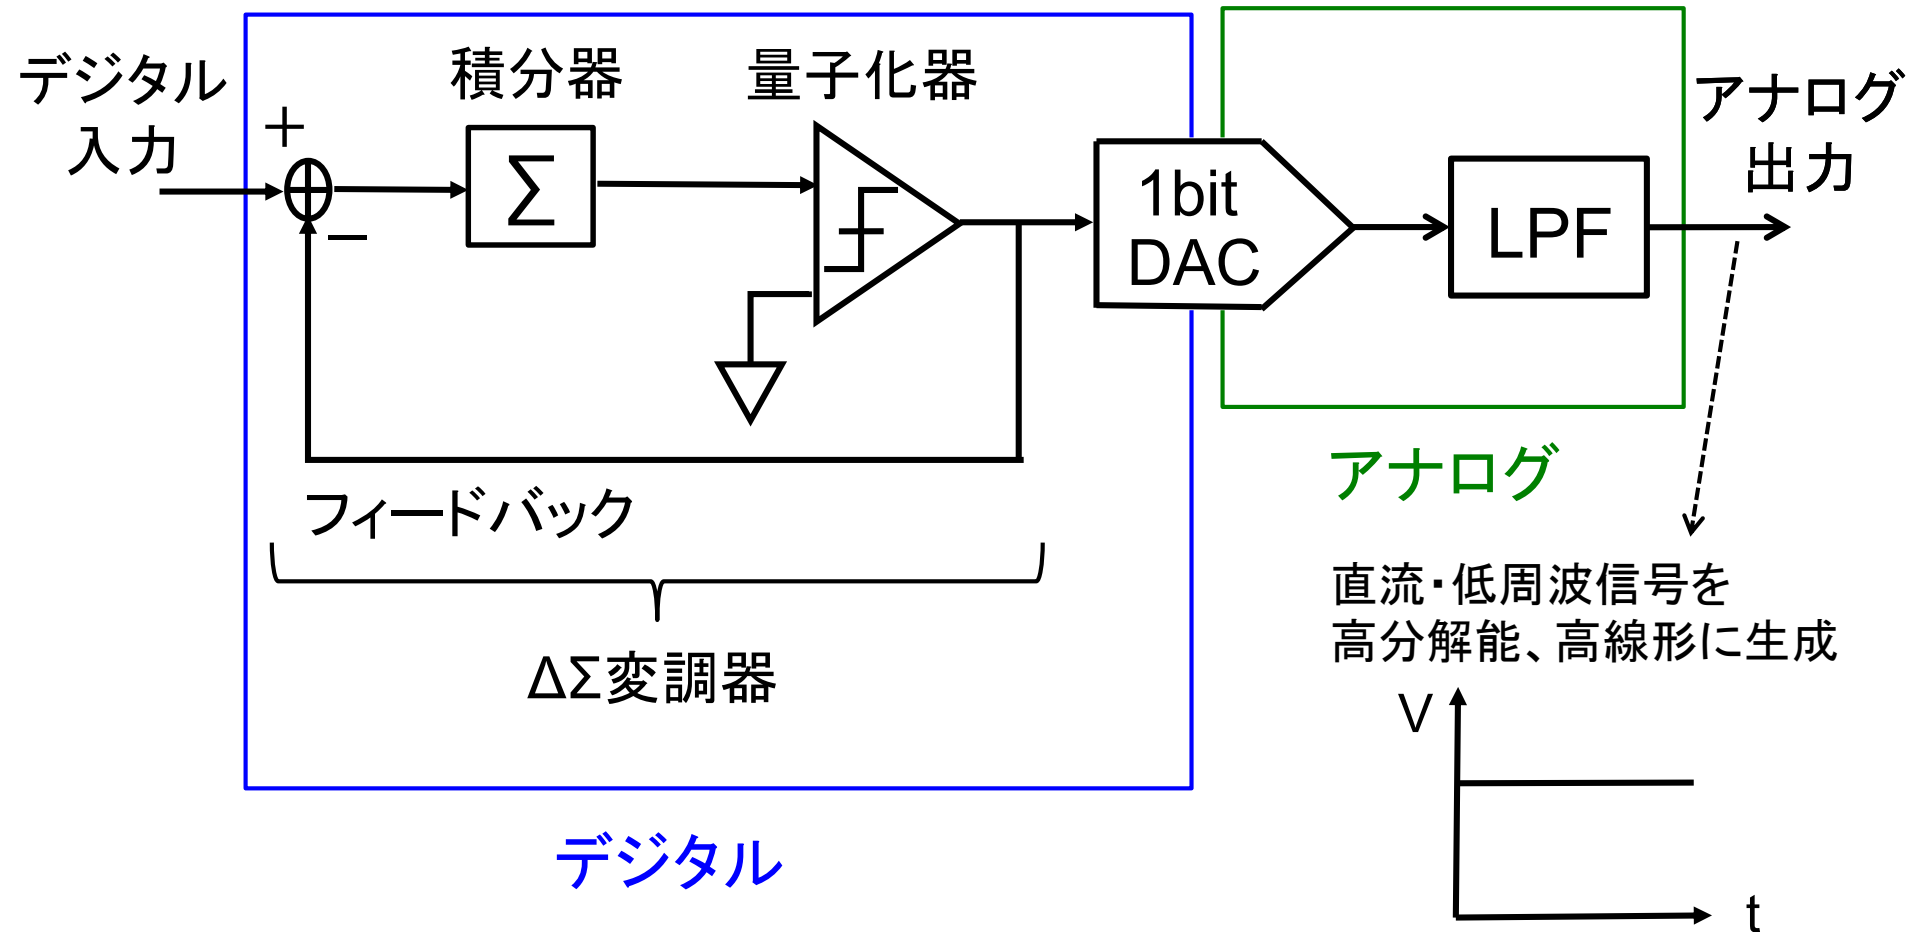 デジタル
入力
+
−
積分器
Σ
量子化器
1bit
DAC
LPF
アナログ
出力
フィードバック
ΔΣ変調器
デジタル
アナログ
直流・低周波信号を
高分解能、高線形に生成
V
t